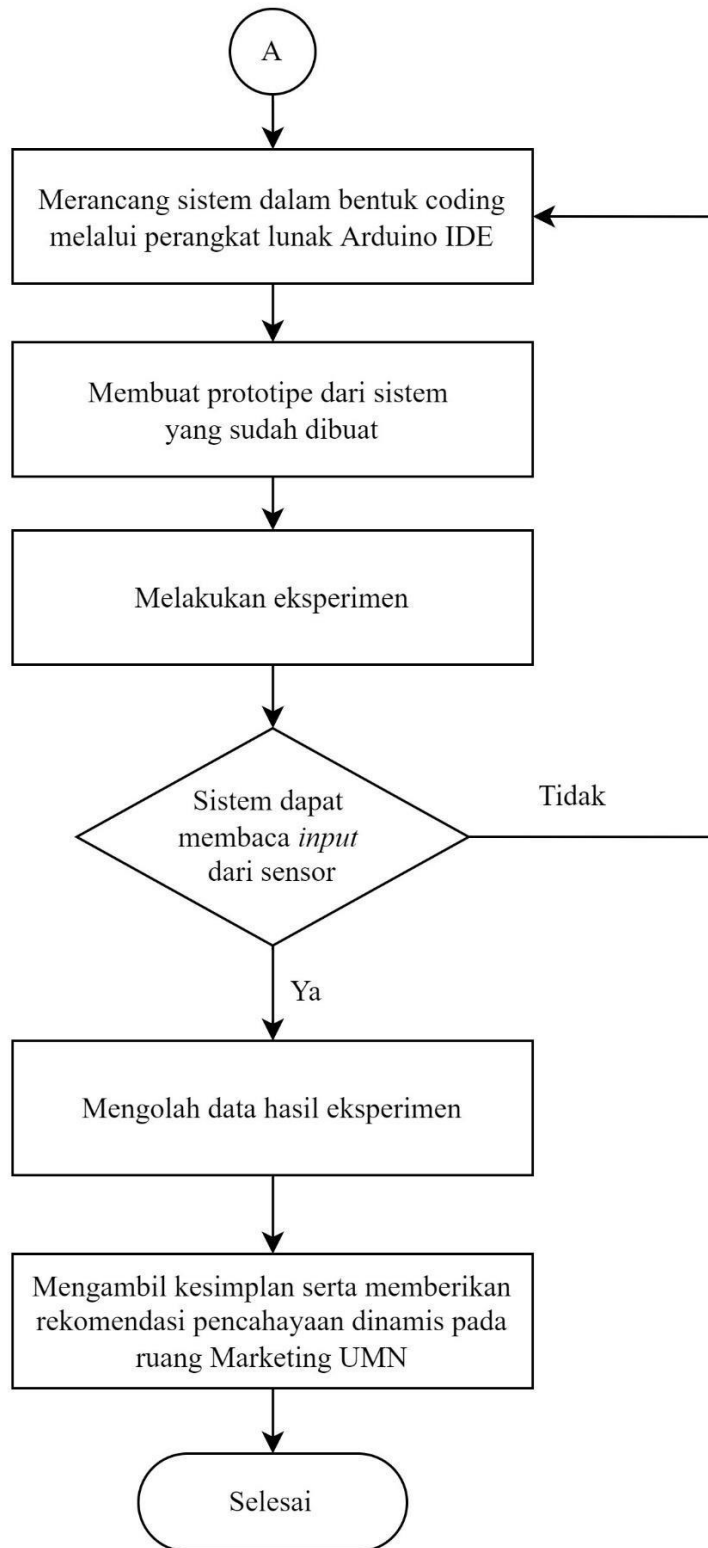 A
Merancang sistem dalam bentuk coding
melalui perangkat lunak Arduino IDE
Membuat prototipe dari sistem
yang sudah dibuat
Melakukan eksperimen
Sistem dapat
membaca input
dari sensor
Tidak
Ya
Mengolah data hasil eksperimen
Mengambil kesimplan serta memberikan
rekomendasi pencahayaan dinamis pada
ruang Marketing UMN
Selesai